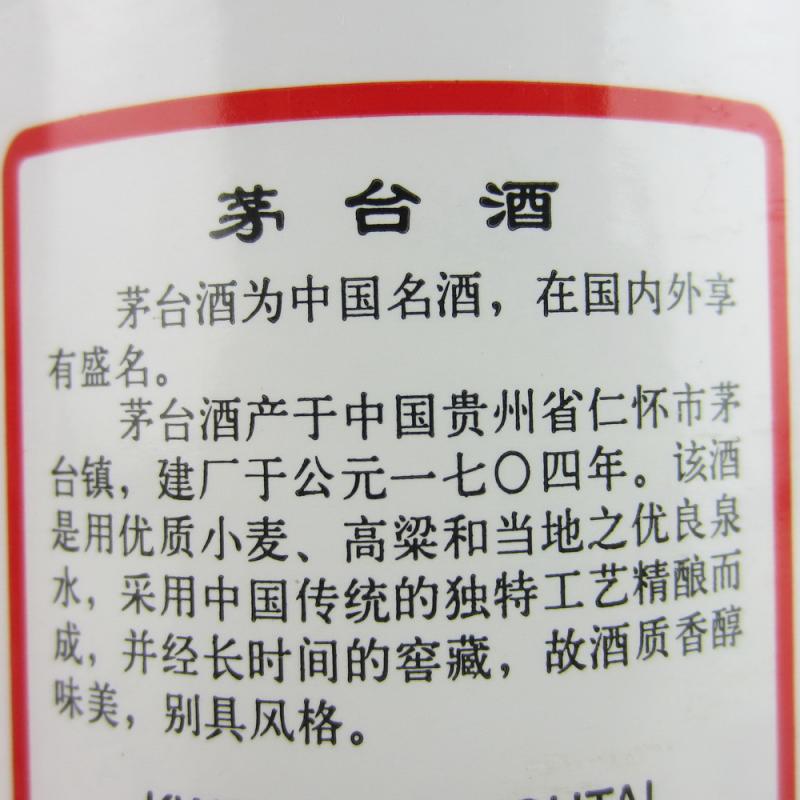 茅台酒
茅台酒为中国名酒，在国内外享
有盛名。
茅台酒产于中国贵州省仁怀市茅
台镇，建厂于公元一七〇四年。该酒
是用优质小麦、高粱和当地之优良泉
水，采用中国传统的独特工艺精酿而
成，并经长时间的窖藏，故酒质香醇
味美，别具风格。